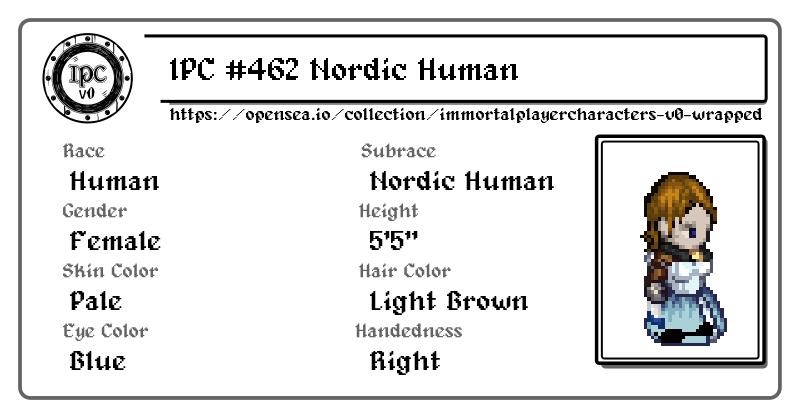 IPC
v0
IPC #462 Nordic Human
https://opensea.io/collection/immortalplayercharacters-v0-wrapped
Race
Human
Subrace
Nordic Human
Gender
Female
Height
5'5"
Skin Color
Pale
Hair Color
Light Brown
Eye Color
Blue
Handedness
Right